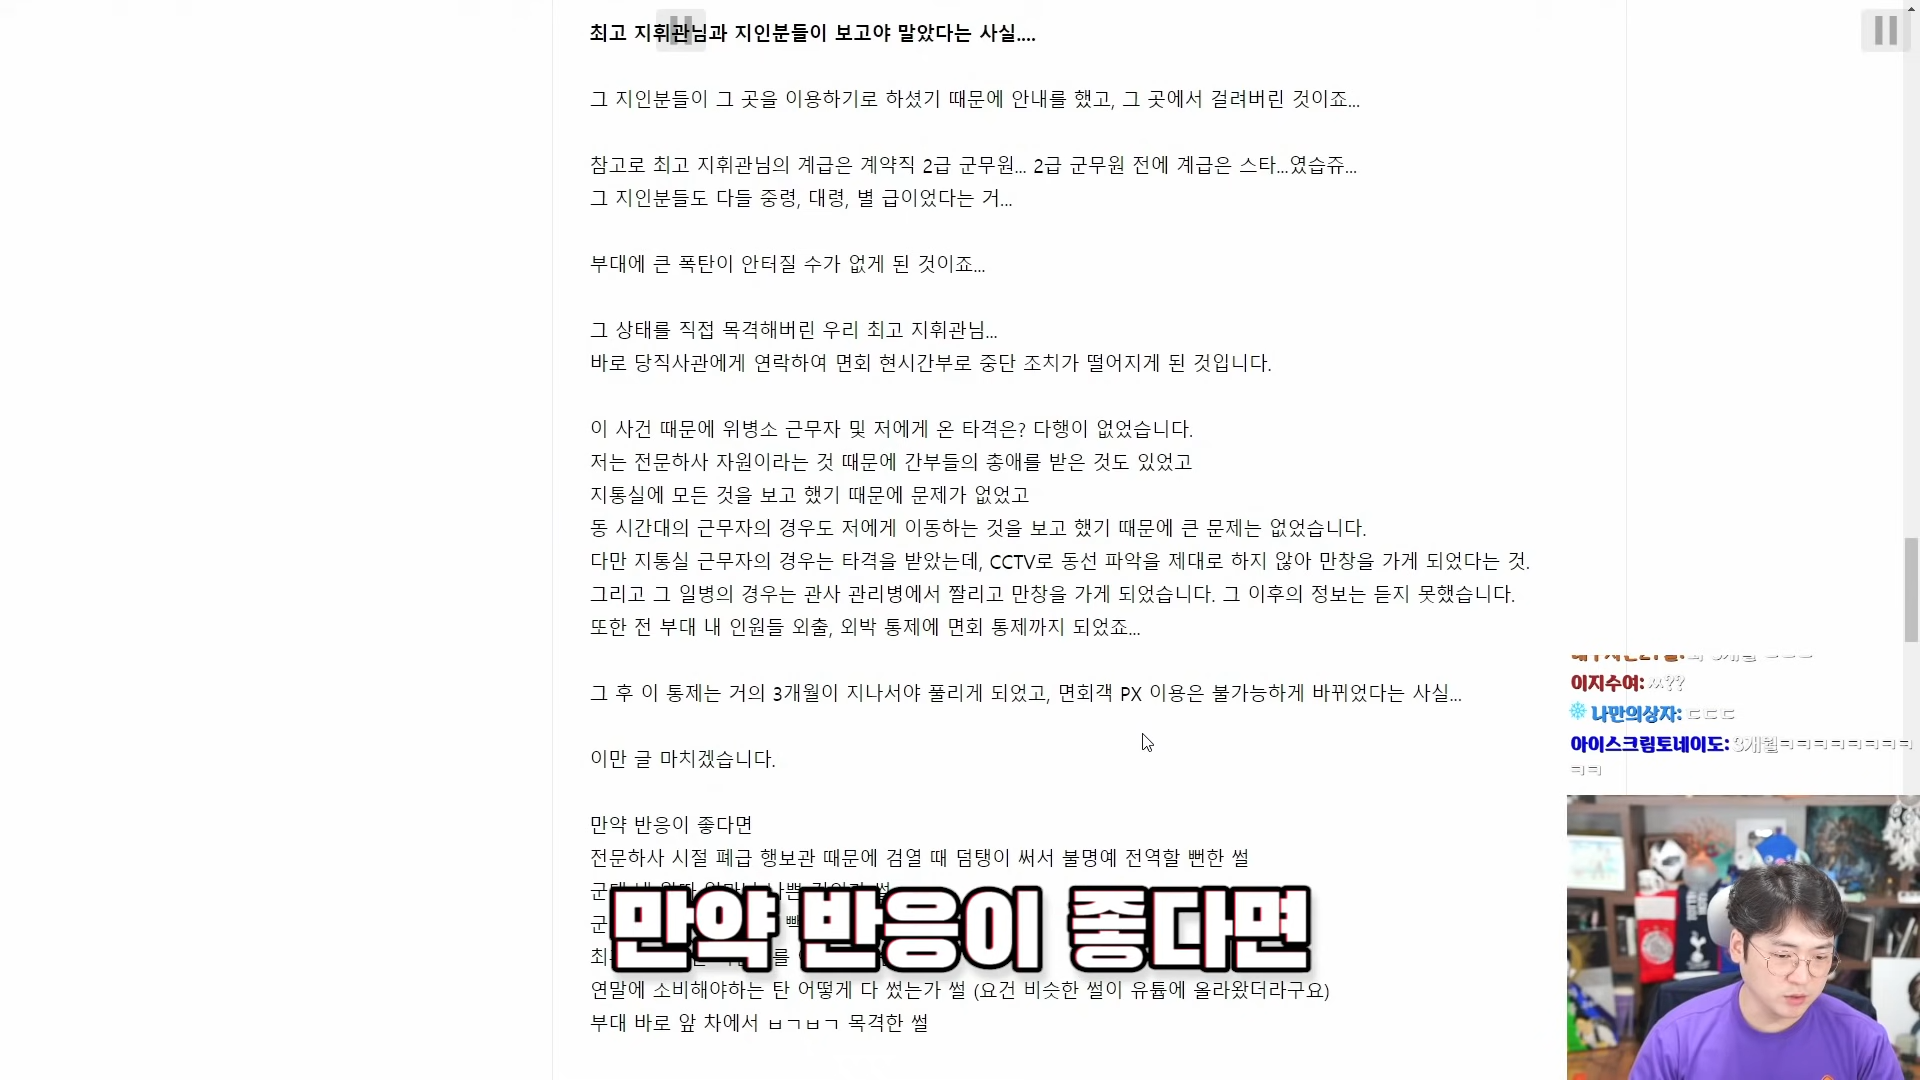 최고 지휘관님과 지인분들이 보고야 말았다는 사실....
그 지인분들이 그 곳을 이용하기로 하셨기 때문에 안내를 했고, 그 곳에서 걸려버린 것이죠...
참고로 최고 지휘관님의 계급은 계약직 2급 군무원... 2급 군무원 전에 계급은 스타...였습쥬...
그 지인분들도 다들 중령, 대령, 별 급이었다는 거...
부대에 큰 폭탄이 안터질 수가 없게 된 것이죠...
그 상태를 직접 목격해버린 우리 최고 지휘관님...
바로 당직사관에게 연락하여 면회 현시간부로 중단 조치가 떨어지게 된 것입니다.
이 사건 때문에 위병소 근무자 및 저에게 온 타격은? 다행이 없었습니다.
저는 전문하사 자원이라는 것 때문에 간부들의 총애를 받은 것도 있었고
지통실에 모든 것을 보고 했기 때문에 문제가 없었고
동 시간대의 근무자의 경우도 저에게 이동하는 것을 보고 했기 때문에 큰 문제는 없었습니다.
다만 지통실 근무자의 경우는 타격을 받았는데, CCTV로 동선 파악을 제대로 하지 않아 만창을 가게 되었다는 것.
그리고 그 일병의 경우는 관사 관리병에서 짤리고 만창을 가게 되었습니다. 그 이후의 정보는 듣지 못했습니다.
또한 전 부대 내 인원들 외출, 외박 통제에 면회 통제까지 되었죠...
그 후 이 통제는 거의 3개월이 지나서야 풀리게 되었고, 면회객 PX 이용은 불가능하게 바뀌었다는 사실...
이만 글 마치겠습니다.
만약 반응이 좋다면
전문하사 시절 폐급 행보관 때문에 검열 때 덤탱이 써서 불명예 전역할 뻔한 썰
만약 반응이 좋다면
연말에 소비해야하는 탄 어떻게 다 썼는가 썰 (요건 비슷한 썰이 유튭에 올라왔더라구요)
부대 바로 앞 차에서 ㅂㄱㅂㄱ 목격한 썰
이지수여: ㅆ??
나만의상자: ㄷㄷㄷ
아이스크림토네이도: 3개월ㅋㅋㅋㅋㅋㅋㅋㅋ
ㅋㅋ